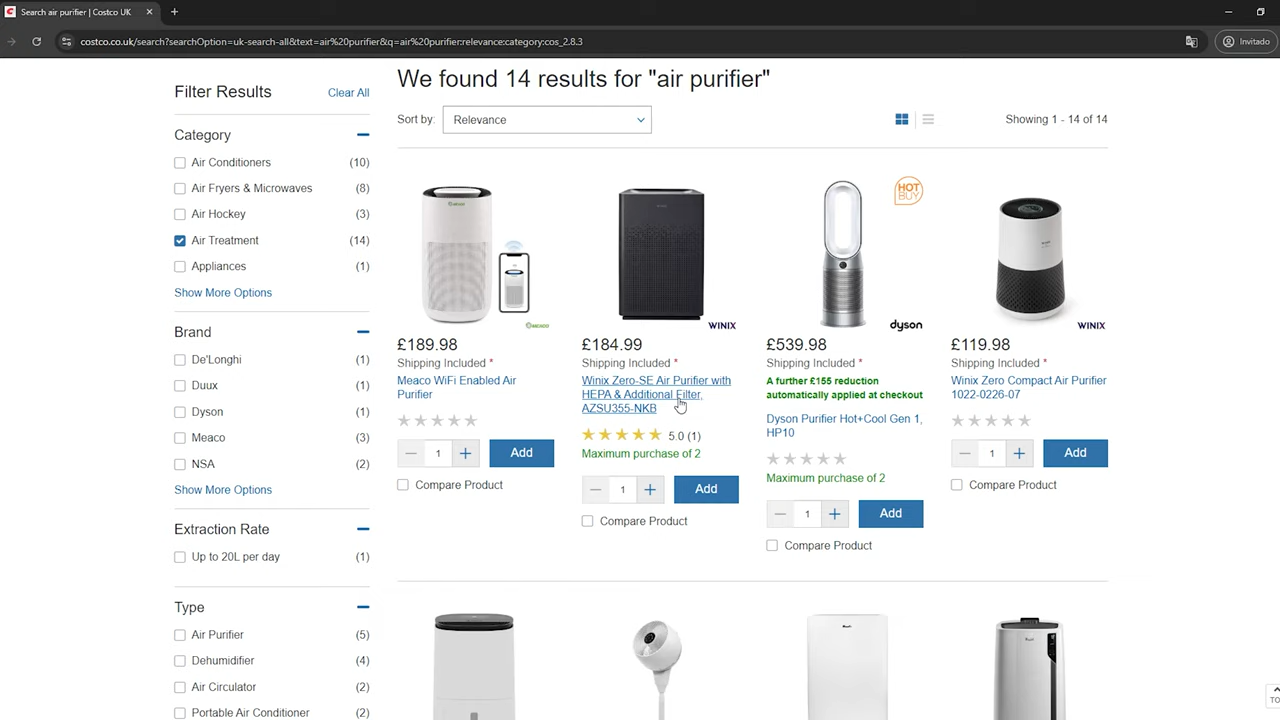 Search air purifier | Costco UK
costco.co.uk/search?searchOption=uk-search-all&text=air%20purifier&q=air%20purifier:relevance:category:cos_2.8.3
Invitado
Filter Results
Clear All
Category
Air Conditioners (10)
Air Fryers & Microwaves (8)
Air Hockey (3)
Air Treatment (14)
Appliances (1)
Show More Options
Brand
De'Longhi (1)
Duux (1)
Dyson (1)
Meaco (3)
NSA (2)
Show More Options
Extraction Rate
Up to 20L per day (1)
Type
Air Purifier (5)
Dehumidifier (4)
Air Circulator (2)
Portable Air Conditioner (2)
We found 14 results for "air purifier"
Sort by: Relevance
Showing 1 - 14 of 14
MEACO
£189.98
Shipping Included *
Meaco WiFi Enabled Air
Purifier
1
Add
Compare Product
WINIX
£184.99
Shipping Included *
Winix Zero-SE Air Purifier with
HEPA & Additional Filter,
AZSU355-NKB
5.0 (1)
Maximum purchase of 2
1
Add
Compare Product
HOT
BUY
dyson
£539.98
Shipping Included *
A further £155 reduction
automatically applied at checkout
Dyson Purifier Hot+Cool Gen 1,
HP10
Maximum purchase of 2
1
Add
Compare Product
WINIX
£119.98
Shipping Included *
Winix Zero Compact Air Purifier
1022-0226-07
1
Add
Compare Product